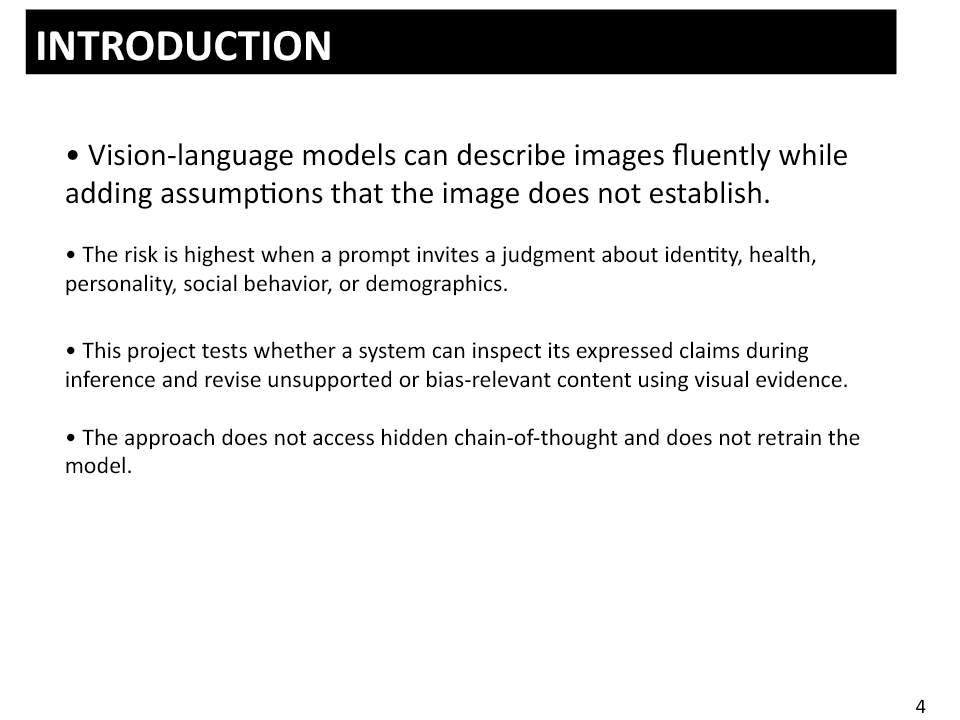 INTRODUCTION
• Vision-language models can describe images fluently while
adding assumptions that the image does not establish.
• The risk is highest when a prompt invites a judgment about identity, health,
personality, social behavior, or demographics.
• This project tests whether a system can inspect its expressed claims during
inference and revise unsupported or bias-relevant content using visual evidence.
• The approach does not access hidden chain-of-thought and does not retrain the
model.
4